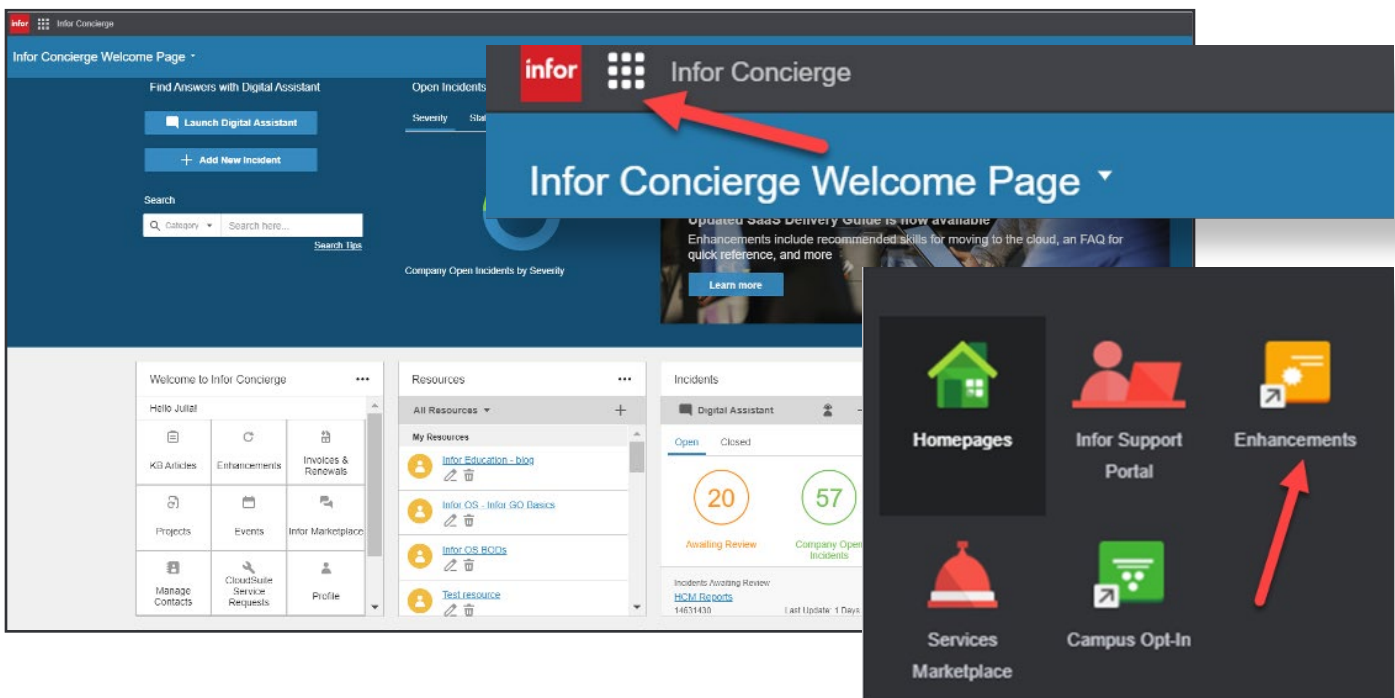 infor
Infor Concierge
Infor Concierge Welcome Page
Find Answers with Digital Assistant
Launch Digital Assistant
Add New Incident
Search
Category
Search here...
Search Tips
Open Incidents
Severity
Company Open Incidents by Severity
infor
Infor Concierge
Infor Concierge Welcome Page
Updated SaaS Delivery Guide is now available
Enhancements include recommended skills for moving to the cloud, an FAQ for
quick reference, and more
Learn more
Welcome to Infor Concierge
Hello Julia!
KB Articles
Enhancements
Invoices &
Renewals
Projects
Events
Infor Marketplace
Manage
Contacts
CloudSuite
Service
Requests
Profile
Resources
All Resources
My Resources
Infor Education - blog
Infor OS - Infor GO Basics
Infor OS BODs
Test resource
Incidents
Digital Assistant
Open Closed
20
Awaiting Review
57
Company Open
Incidents
Incidents Awaiting Review
HCM Reports
14631430
Last Update: 1 Days
Homepages
Infor Support
Portal
Enhancements
Services
Marketplace
Campus Opt-In